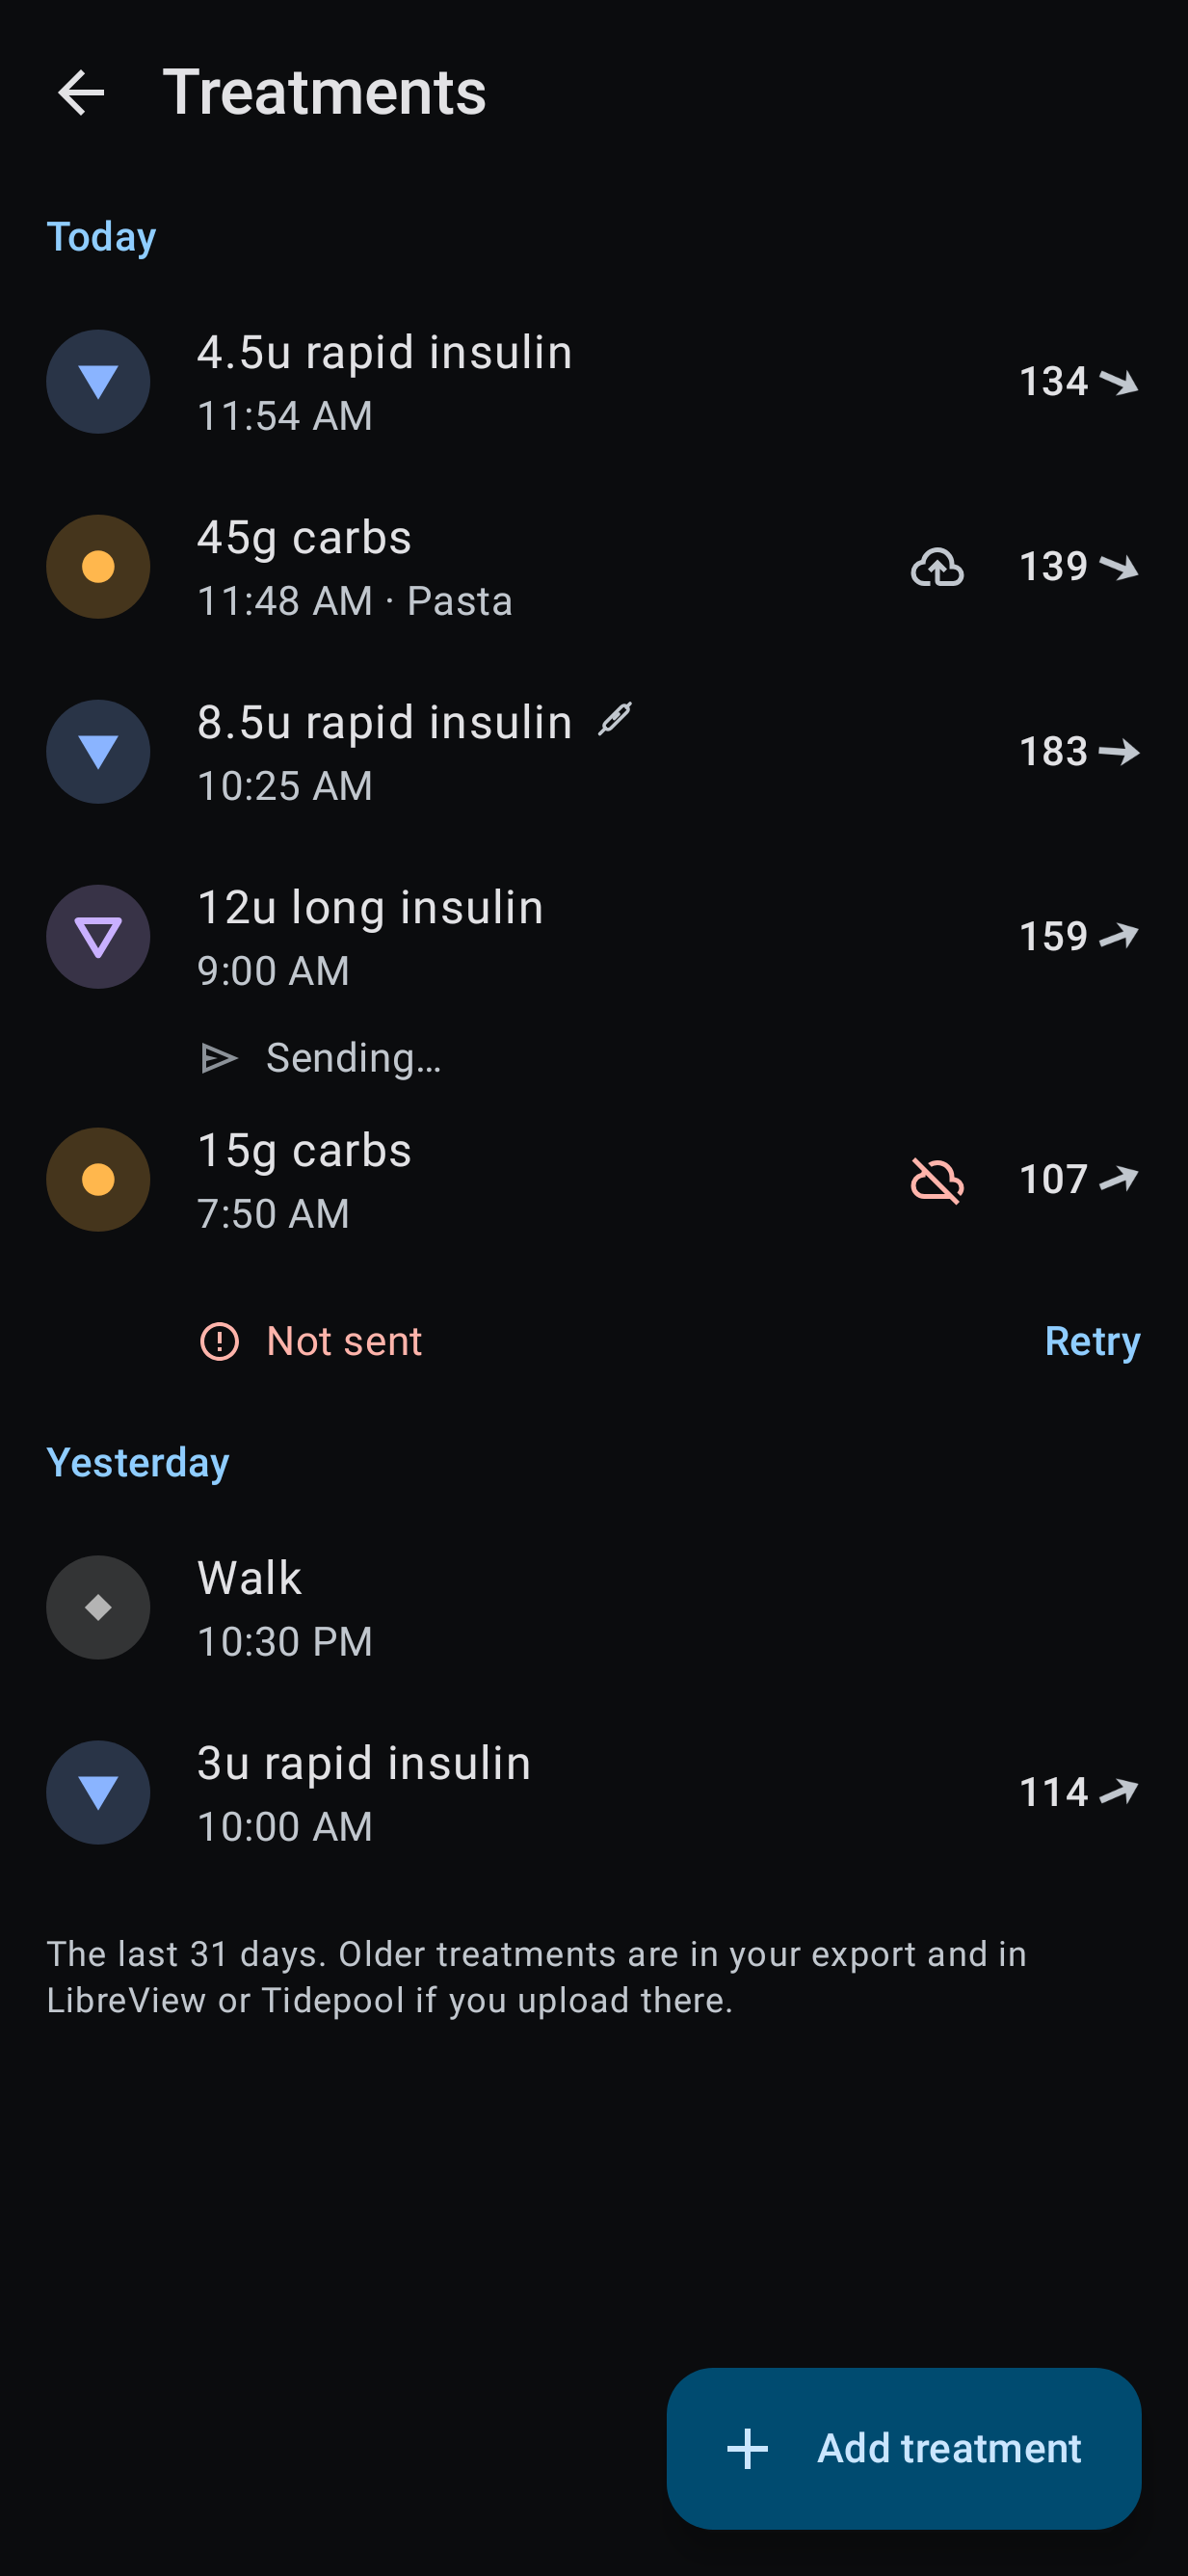 Treatments
Today
4.5u rapid insulin
11:54 AM
134
45g carbs
11:48 AM · Pasta
139
8.5u rapid insulin
10:25 AM
183
12u long insulin
9:00 AM
159
Sending…
15g carbs
7:50 AM
107
Not sent
Retry
Yesterday
Walk
10:30 PM
3u rapid insulin
10:00 AM
114
The last 31 days. Older treatments are in your export and in
LibreView or Tidepool if you upload there.
Add treatment